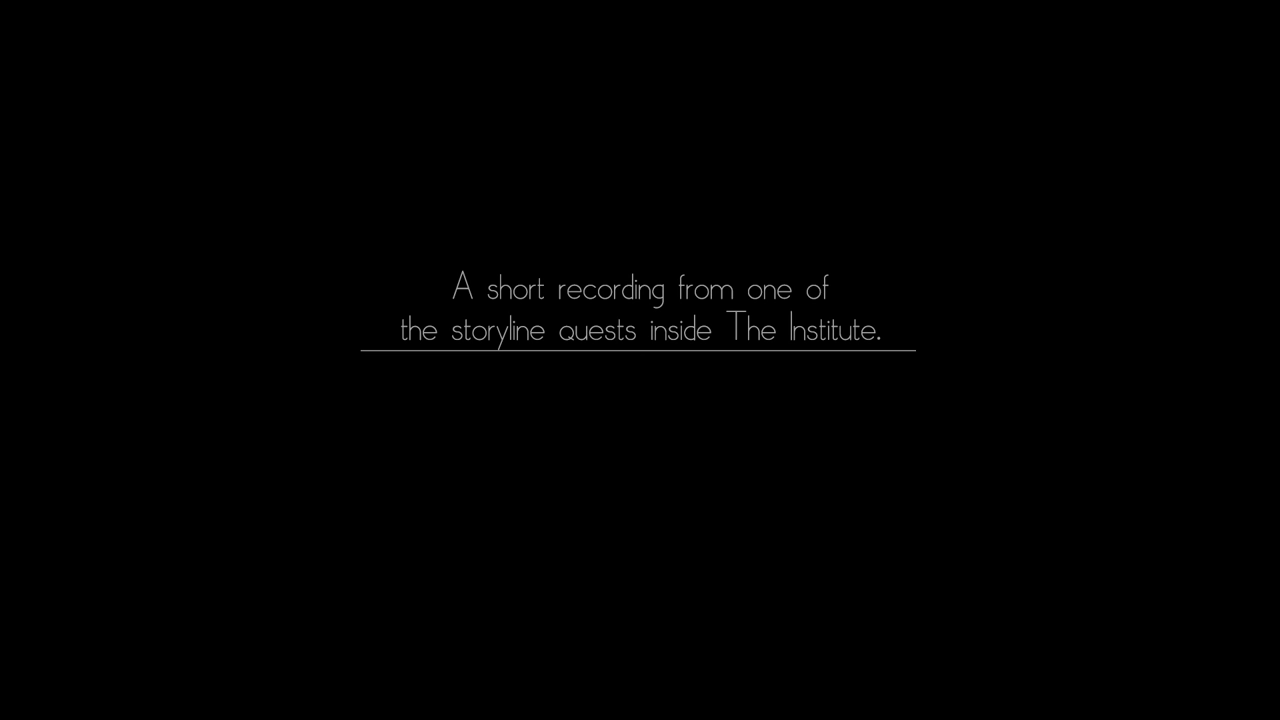 A short recording from one of
the storyline quests inside The Institute.